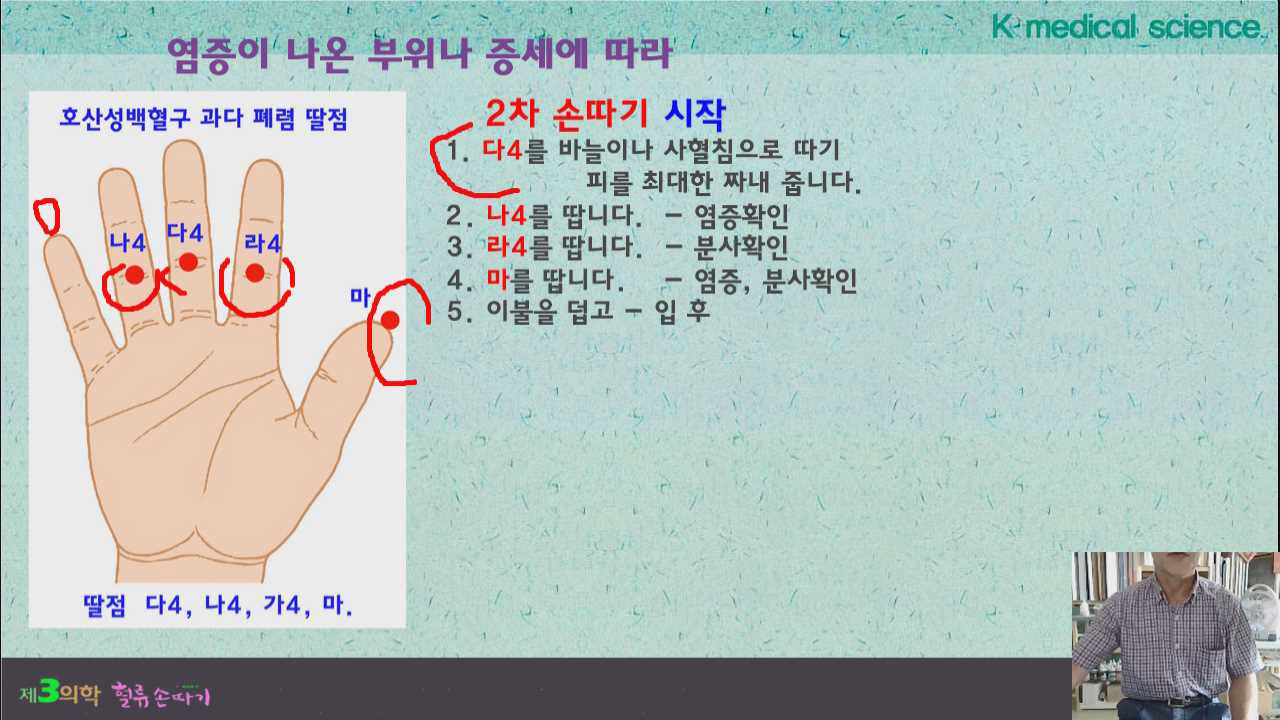 K medical science
염증이 나온 부위나 증세에 따라
호산성백혈구 과다 폐렴 딸점
나4
다4
라4
마
딸점 다4, 나4, 가4, 마.
2차 손따기 시작
1. 다4를 바늘이나 사혈침으로 따기
피를 최대한 짜내 줍니다.
2. 나4를 땁니다. - 염증확인
3. 라4를 땁니다. - 분사확인
4. 마를 땁니다. - 염증, 분사확인
5. 이불을 덥고 - 입 후
제3의학 혈류손따기